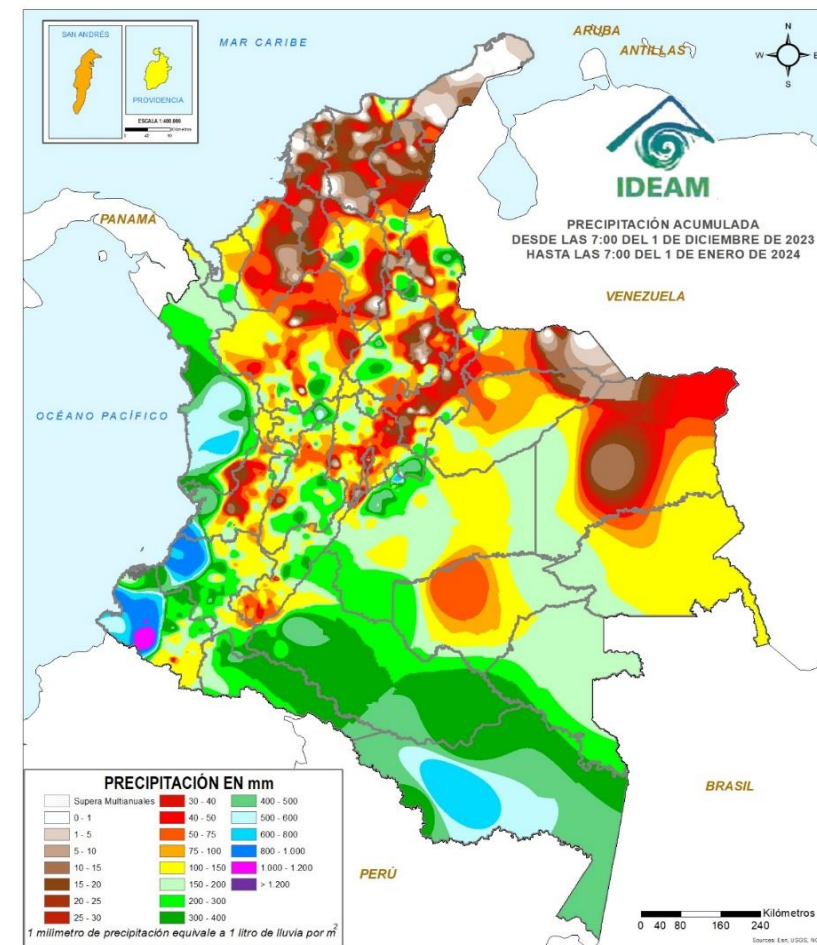 SAN ANDRÉS
PROVIDENCIA
ESCALA 1:400.000
Kilómetros
MAR CARIBE
ARUBA
ANTILLAS
N
W
E
S
IDEAM
PRECIPITACIÓN ACUMULADA
DESDE LAS 7:00 DEL 1 DE DICIEMBRE DE 2023
HASTA LAS 7:00 DEL 1 DE ENERO DE 2024
PANAMÁ
VENEZUELA
OCÉANO PACÍFICO
BRASIL
PERÚ
PRECIPITACIÓN EN mm
Supera Multianuales
0 - 1
1 - 5
5 - 10
10 - 15
15 - 20
20 - 25
25 - 30
30 - 40
40 - 50
50 - 75
75 - 100
100 - 150
150 - 200
200 - 300
300 - 400
400 - 500
500 - 600
600 - 800
800 - 1.000
1.000 - 1.200
> 1.200
1 milímetro de precipitación equivale a 1 litro de lluvia por m²
Kilómetros
0 40 80 160 240
Sources: Esri, USGS, NO